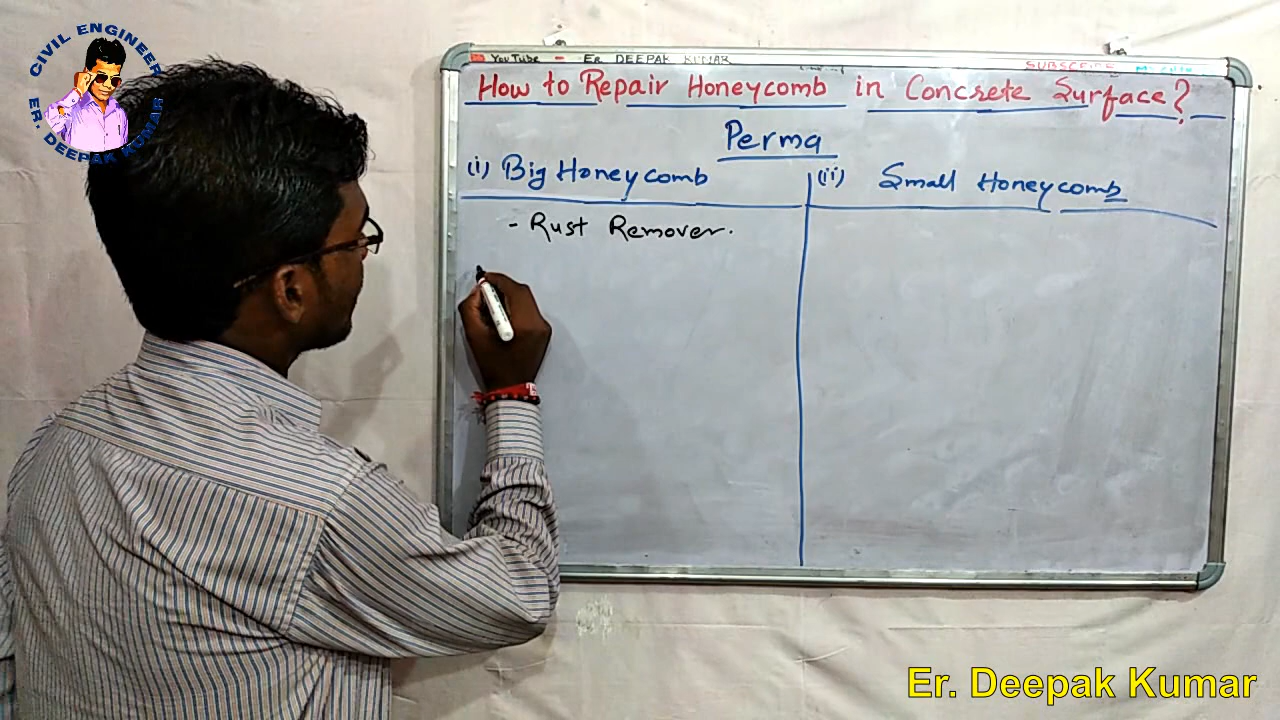 CIVIL ENGINEER
ER. DEEPAK KUMAR
YouTube - Er DEEPAK KUMAR
SUBSCRIBE
How to Repair Honeycomb in Concrete Surface?
Perma
(i) Big Honeycomb
(ii) Small Honeycomb
- Rust Remover.
Er. Deepak Kumar